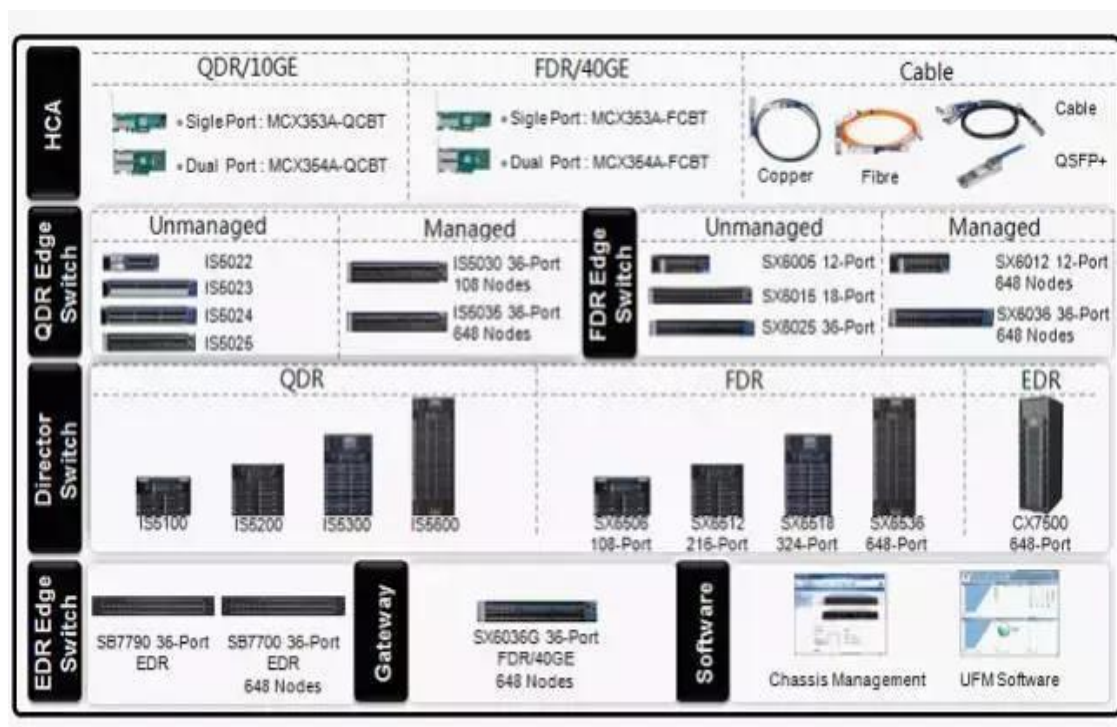 HCA
QDR/10GE
Sigle Port : MCX353A-QCBT
Dual Port : MCX354A-QCBT
FDR/40GE
Sigle Port : MCX353A-FCBT
Dual Port : MCX354A-FCBT
Cable
Copper
Fibre
Cable
QSFP+
QDR Edge
Switch
Unmanaged
IS5022
IS5023
IS5024
IS5025
Managed
IS5030 36-Port
108 Nodes
IS5035 36-Port
648 Nodes
FDR Edge
Switch
Unmanaged
SX6005 12-Port
SX6015 18-Port
SX6025 36-Port
Managed
SX6012 12-Port
648 Nodes
SX6036 36-Port
648 Nodes
Director
Switch
QDR
IS5100
IS5200
IS5300
IS5600
FDR
SX6506
108-Port
SX6512
216-Port
SX6518
324-Port
SX6536
648-Port
EDR
CX7500
648-Port
EDR Edge
Switch
SB7790 36-Port
EDR
SB7700 36-Port
EDR
648 Nodes
Gateway
SX6036G 36-Port
FDR/40GE
648 Nodes
Software
Chassis Management
UFM Software